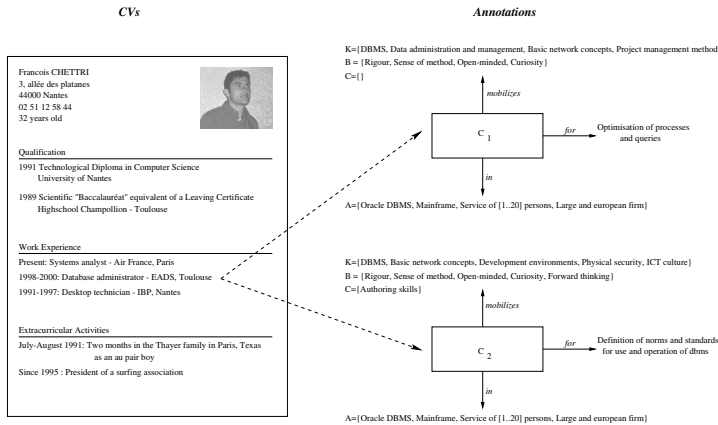 CVs
Annotations
Francois CHETTRI
3, allée des platanes
44000 Nantes
02 51 12 58 44
32 years old
Qualification
1991 Technological Diploma in Computer Science
University of Nantes
1989 Scientific "Baccalauréat" equivalent of a Leaving Certificate
Highschool Champollion - Toulouse
Work Experience
Present: Systems analyst - Air France, Paris
1998-2000: Database administrator - EADS, Toulouse
1991-1997: Desktop technician - IBP, Nantes
Extracurricular Activities
July-August 1991: Two months in the Thayer family in Paris, Texas
as an au pair boy
Since 1995 : President of a surfing association
K={DBMS, Data administration and management, Basic network concepts, Project management method
B = {Rigour, Sense of method, Open-minded, Curiosity}
C={}
mobilizes
C 1
for
Optimisation of processes
and queries
in
A={Oracle DBMS, Mainframe, Service of [1..20] persons, Large and european firm}
K={DBMS, Basic network concepts, Development environments, Physical security, ICT culture}
B = {Rigour, Sense of method, Open-minded, Curiosity, Forward thinking}
C={Authoring skills}
mobilizes
C 2
for
Definition of norms and standards
for use and operation of dbms
in
A={Oracle DBMS, Mainframe, Service of [1..20] persons, Large and european firm}